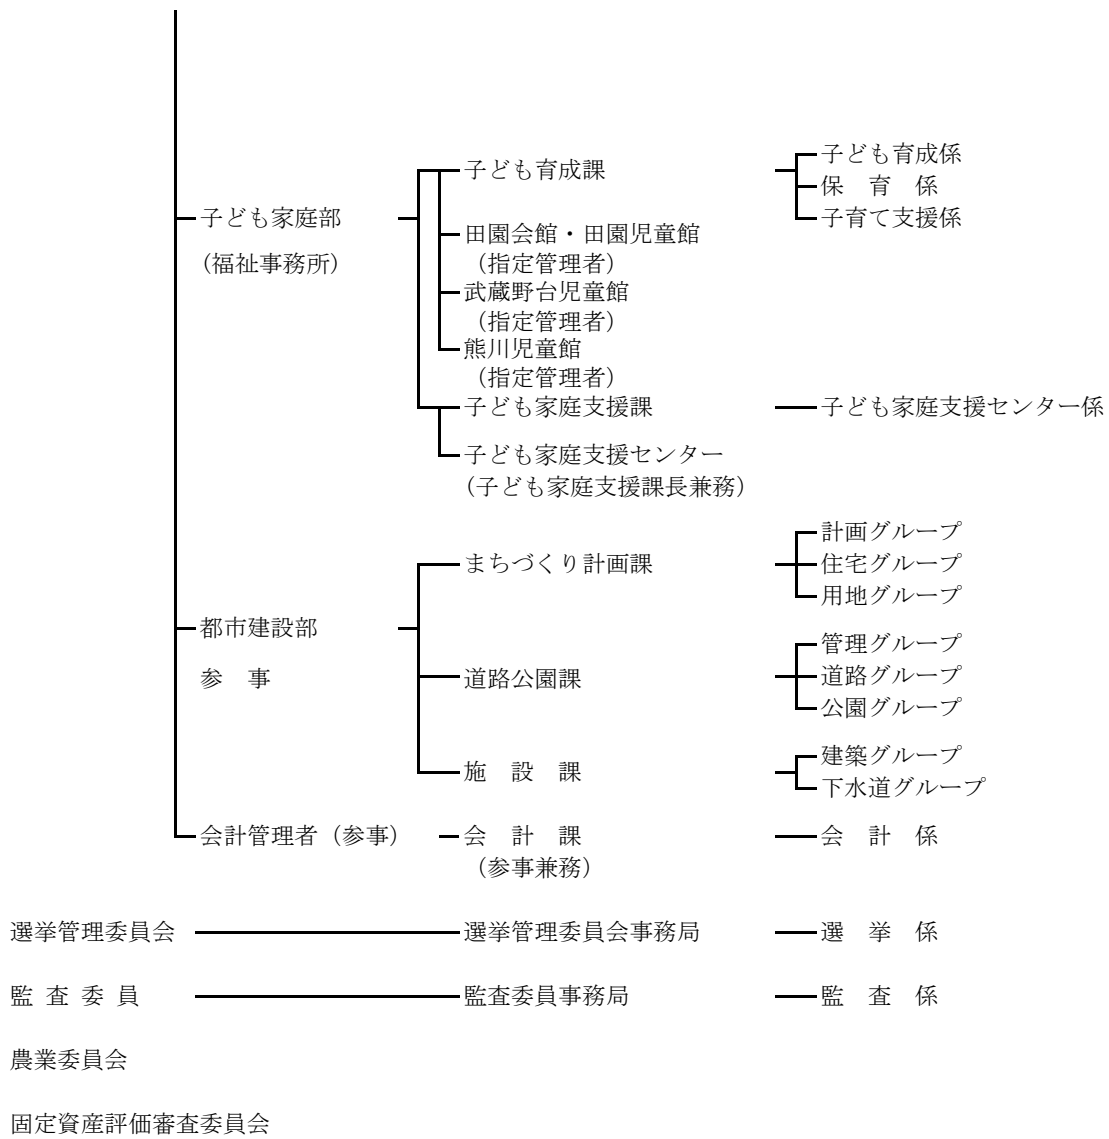 子ども育成係
子ども育成課
保　育　係
子ども家庭部
子育て支援係
田園会館・田園児童館
（福祉事務所）
（指定管理者）
武蔵野台児童館
（指定管理者）
熊川児童館
（指定管理者）
子ども家庭支援課
子ども家庭支援センター係
子ども家庭支援センター
（子ども家庭支援課長兼務）
計画グループ
まちづくり計画課
住宅グループ
用地グループ
都市建設部
管理グループ
参　事
道路公園課
道路グループ
公園グループ
建築グループ
施　設　課
下水道グループ
会計管理者（参事）
会　計　課
会　計　係
（参事兼務）
選挙管理委員会
選挙管理委員会事務局
選　挙　係
監 査 委 員
監査委員事務局
監　査　係
農業委員会
固定資産評価審査委員会